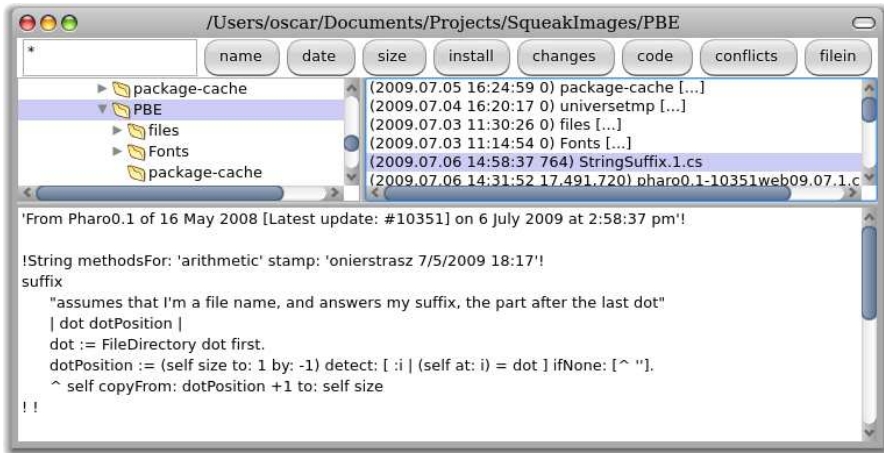 /Users/oscar/Documents/Projects/SqueakImages/PBE
*
name date size install changes code conflicts filein
package-cache
PBE
files
Fonts
package-cache
(2009.07.05 16:24:59 0) package-cache [...]
(2009.07.04 16:20:17 0) universetmp [...]
(2009.07.03 11:30:26 0) files [...]
(2009.07.03 11:14:54 0) Fonts [...]
(2009.07.06 14:58:37 764) StringSuffix.1.cs
(2009.07.06 14:31:52 17,491,720) pharo0.1-10351web09.07.1.c
'From Pharo0.1 of 16 May 2008 [Latest update: #10351] on 6 July 2009 at 2:58:37 pm'!
!String methodsFor: 'arithmetic' stamp: 'onierstrasz 7/5/2009 18:17'!
suffix
"assumes that I'm a file name, and answers my suffix, the part after the last dot"
| dot dotPosition |
dot := FileDirectory dot first.
dotPosition := (self size to: 1 by: -1) detect: [ :i | (self at: i) = dot ] ifNone: [^ ''].
^ self copyFrom: dotPosition +1 to: self size
! !